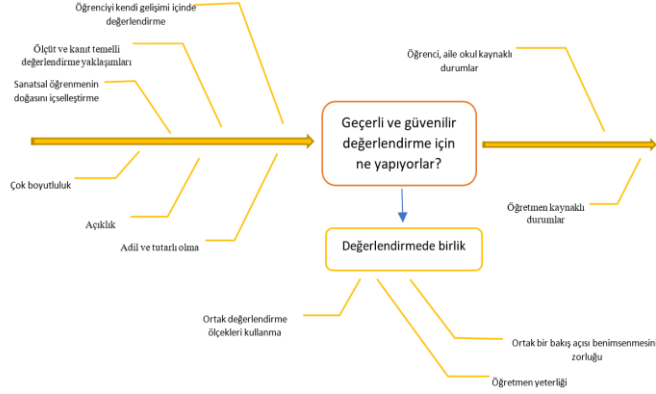 Öğrenciyi kendi gelişimi içinde
değerlendirme
Ölçüt ve kanıt temelli
değerlendirme yaklaşımları
Sanatsal öğrenmenin
doğasını içselleştirme
Çok boyutluluk
Açıklık
Adil ve tutarlı olma
Geçerli ve güvenilir
değerlendirme için
ne yapıyorlar?
Öğrenci, aile okul kaynaklı
durumlar
Öğretmen kaynaklı
durumlar
Değerlendirmede birlik
Ortak değerlendirme
ölçekleri kullanma
Ortak bir bakış açısı benimsenmesin
zorluğu
Öğretmen yeterliği